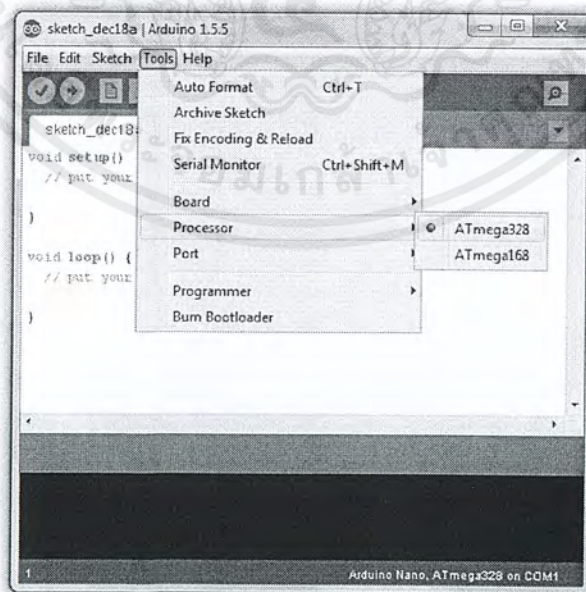 sketch_dec18a | Arduino 1.5.5
File Edit Sketch Tools Help
sketch_dec18
Auto Format Ctrl+T
Archive Sketch
Fix Encoding & Reload
Serial Monitor Ctrl+Shift+M
Board
Processor
Port
Programmer
Burn Bootloader
ATmega328
ATmega168
void setup()
// put your
}
void loop() {
// put your
}
1
Arduino Nano, ATmega328 on COM1